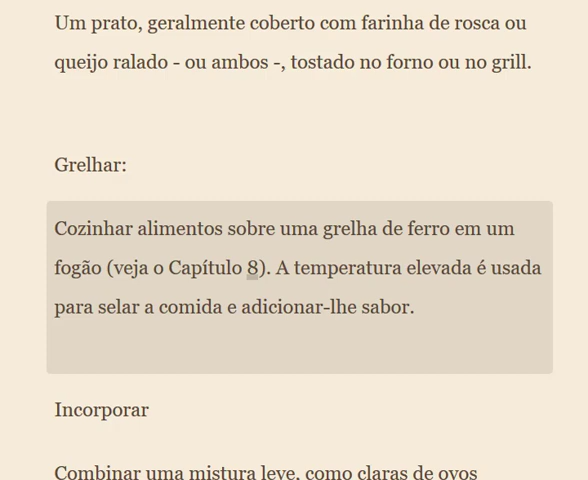 Um prato, geralmente coberto com farinha de rosca ou
queijo ralado - ou ambos -, tostado no forno ou no grill.
Grelhar:
Cozinhar alimentos sobre uma grelha de ferro em um
fogão (veja o Capítulo 8). A temperatura elevada é usada
para selar a comida e adicionar-lhe sabor.
Incorporar
Combinar uma mistura leve, como claras de ovos